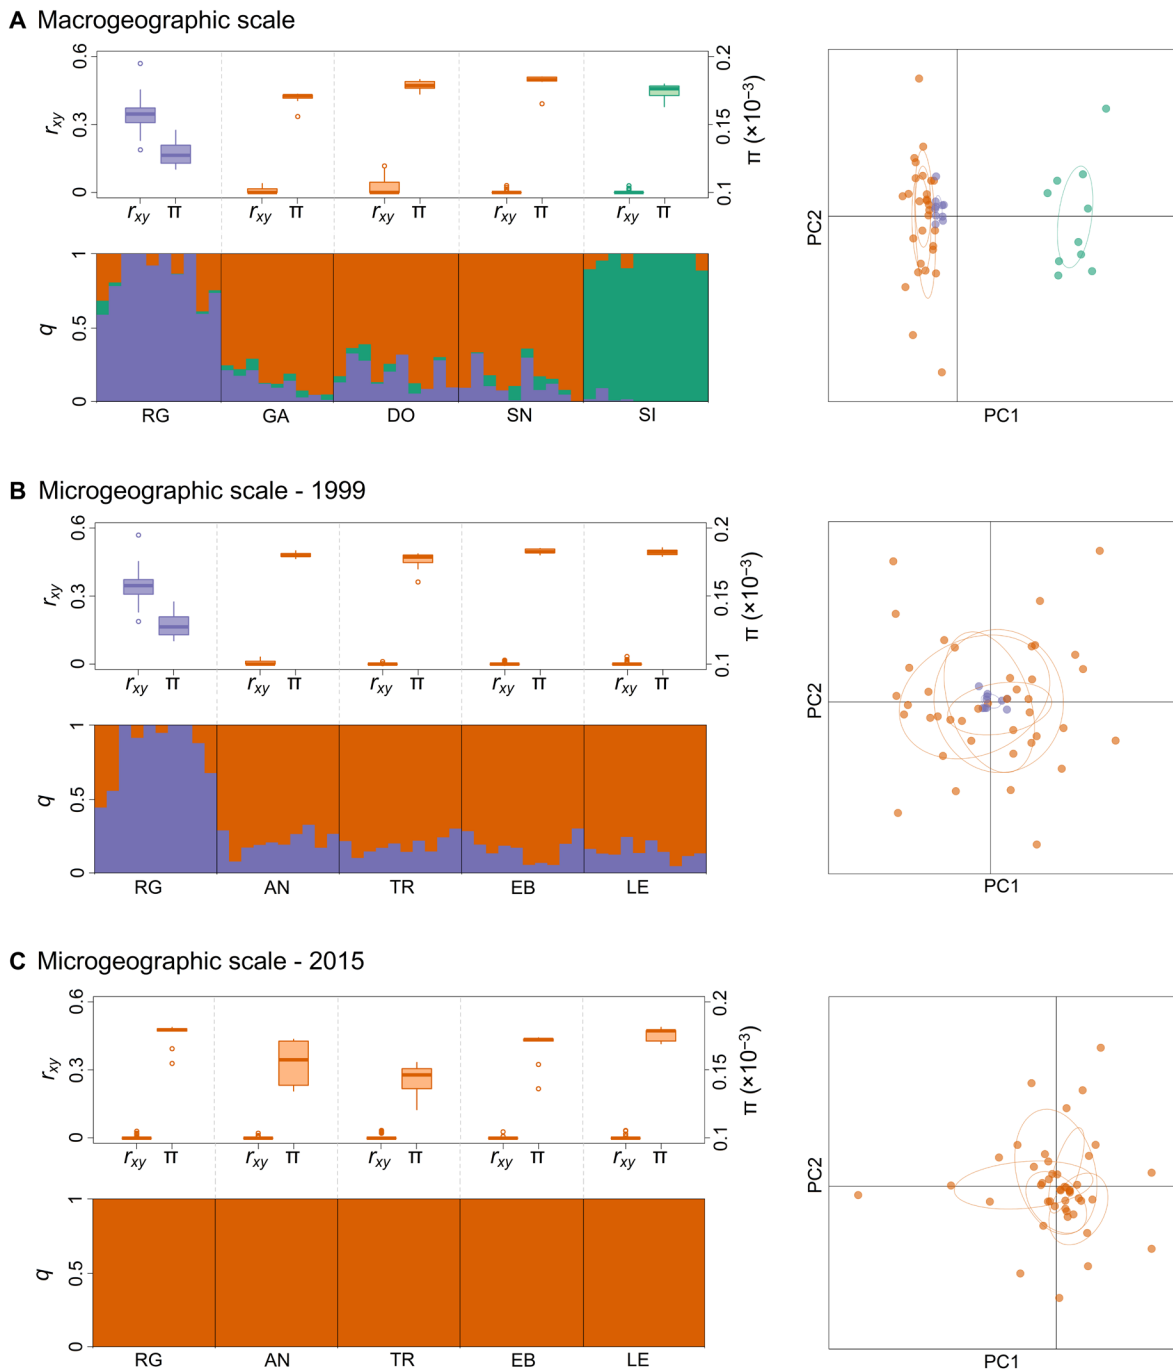 A Macrogeographic scale
0.6
0.3
0
rxy
rxy π rxy π rxy π rxy π rxy π
0.2
0.15
0.1
π (×10⁻³)
1
0.5
0
q
RG GA DO SN SI
PC2
PC1
B Microgeographic scale - 1999
0.6
0.3
0
rxy
rxy π rxy π rxy π rxy π rxy π
0.2
0.15
0.1
π (×10⁻³)
1
0.5
0
q
RG AN TR EB LE
PC2
PC1
C Microgeographic scale - 2015
0.6
0.3
0
rxy
rxy π rxy π rxy π rxy π rxy π
0.2
0.15
0.1
π (×10⁻³)
1
0.5
0
q
RG AN TR EB LE
PC2
PC1